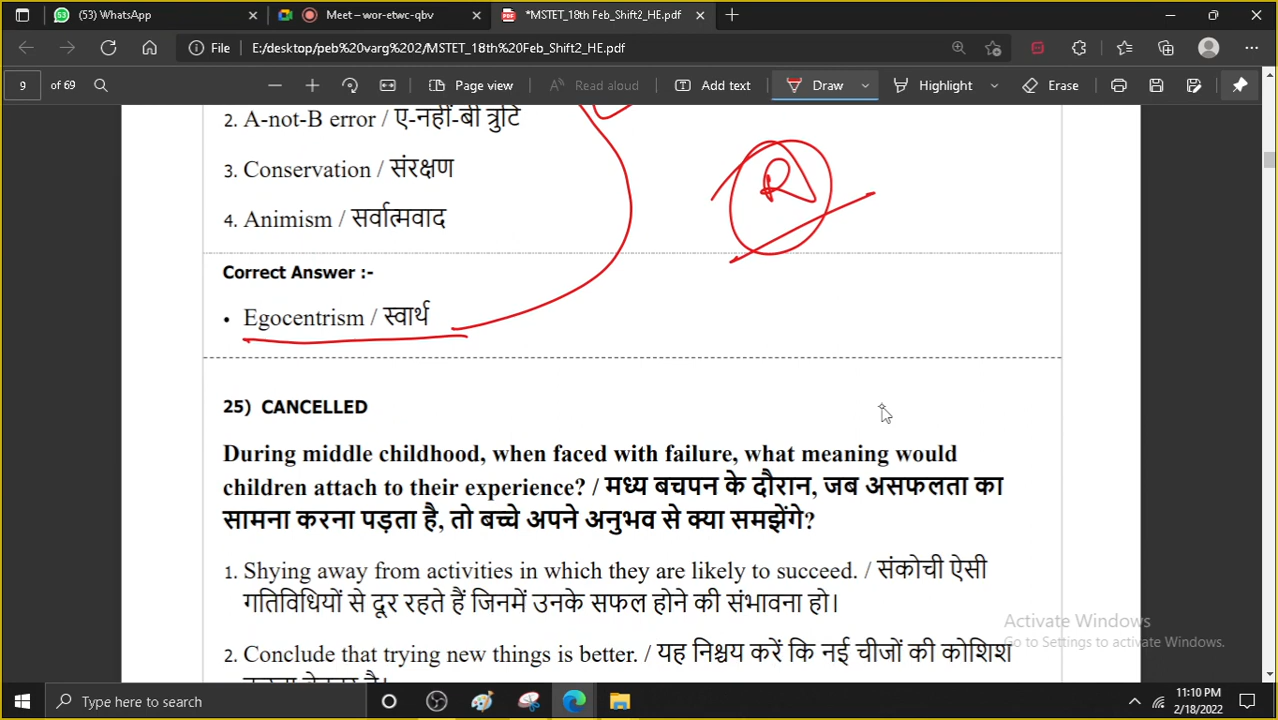 (53) WhatsApp
Meet – wor-etwc-qbv
*MSTET_18th Feb_Shift2_HE.pdf
File
E:/desktop/peb%20varg%202/MSTET_18th%20Feb_Shift2_HE.pdf
9 of 69
Page view
Read aloud
Add text
Draw
Highlight
Erase
2. A-not-B error / ए-नहीं-बी त्रुटि
3. Conservation / संरक्षण
4. Animism / सर्वात्मवाद
R
Correct Answer :-
• Egocentrism / स्वार्थ
25) CANCELLED
During middle childhood, when faced with failure, what meaning would
children attach to their experience? / मध्य बचपन के दौरान, जब असफलता का
सामना करना पड़ता है, तो बच्चे अपने अनुभव से क्या समझेंगे?
1. Shying away from activities in which they are likely to succeed. / संकोची ऐसी
गतिविधियों से दूर रहते हैं जिनमें उनके सफल होने की संभावना हो।
Activate Windows
Go to Settings to activate Windows.
2. Conclude that trying new things is better. / यह निश्चय करें कि नई चीजों की कोशिश
Type here to search
11:10 PM
2/18/2022